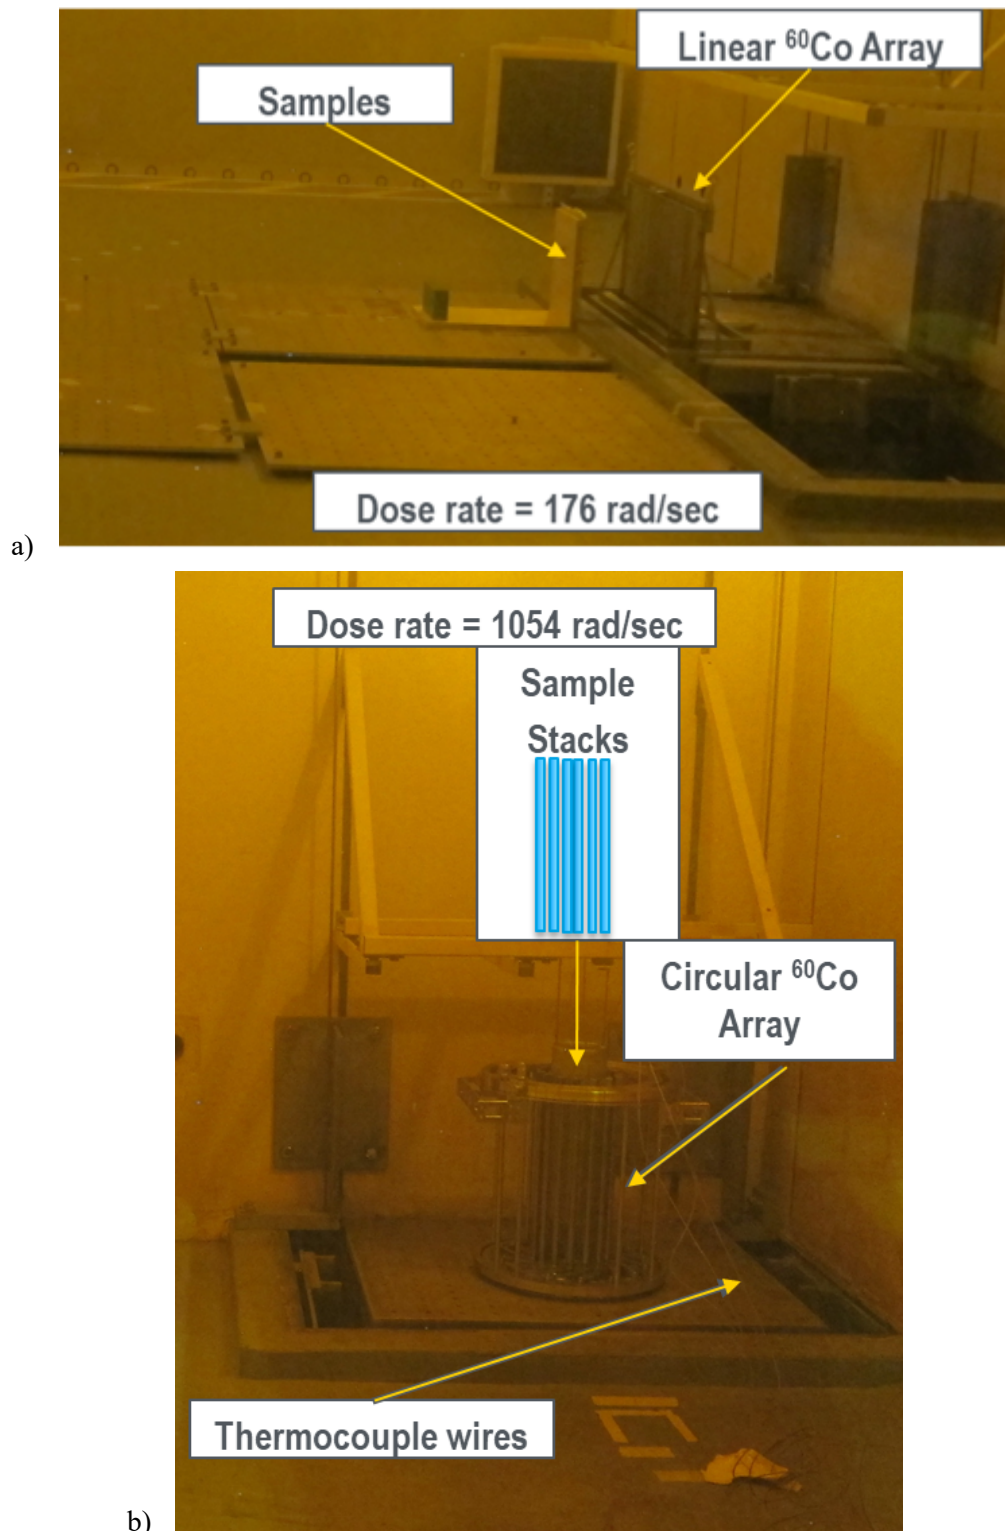 Linear ⁶⁰Co Array
Samples
Dose rate = 176 rad/sec
a)
Dose rate = 1054 rad/sec
Sample
Stacks
Circular ⁶⁰Co
Array
Thermocouple wires
b)